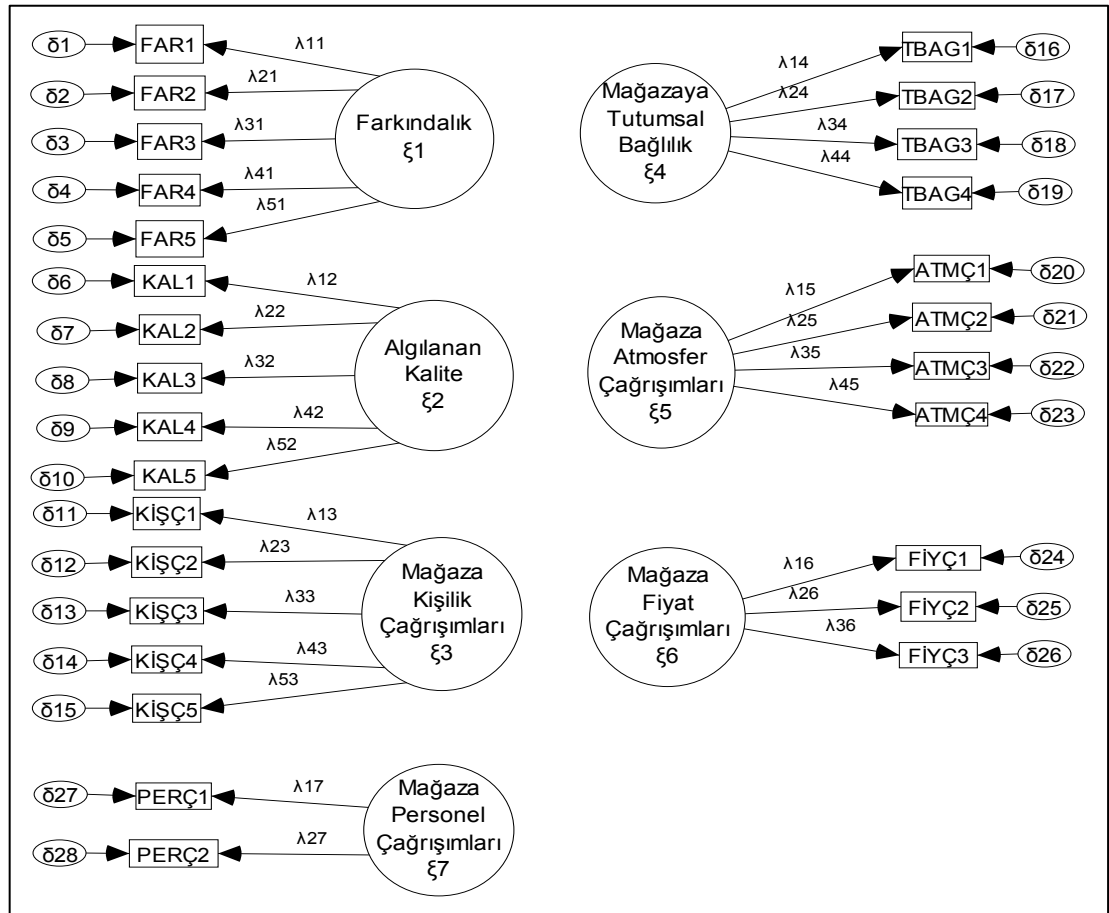 δ1 FAR1 λ11
δ2 FAR2 λ21
δ3 FAR3 λ31
δ4 FAR4 λ41
δ5 FAR5 λ51
Farkındalık
ξ1
δ6 KAL1 λ12
δ7 KAL2 λ22
δ8 KAL3 λ32
δ9 KAL4 λ42
δ10 KAL5 λ52
Algılanan
Kalite
ξ2
δ11 KİŞÇ1 λ13
δ12 KİŞÇ2 λ23
δ13 KİŞÇ3 λ33
δ14 KİŞÇ4 λ43
δ15 KİŞÇ5 λ53
Mağaza
Kişilik
Çağrışımları
ξ3
δ27 PERÇ1 λ17
δ28 PERÇ2 λ27
Mağaza
Personel
Çağrışımları
ξ7
Mağazaya
Tutumsal
Bağlılık
ξ4
λ14 TBAG1 δ16
λ24 TBAG2 δ17
λ34 TBAG3 δ18
λ44 TBAG4 δ19
Mağaza
Atmosfer
Çağrışımları
ξ5
λ15 ATMÇ1 δ20
λ25 ATMÇ2 δ21
λ35 ATMÇ3 δ22
λ45 ATMÇ4 δ23
Mağaza
Fiyat
Çağrışımları
ξ6
λ16 FİYÇ1 δ24
λ26 FİYÇ2 δ25
λ36 FİYÇ3 δ26